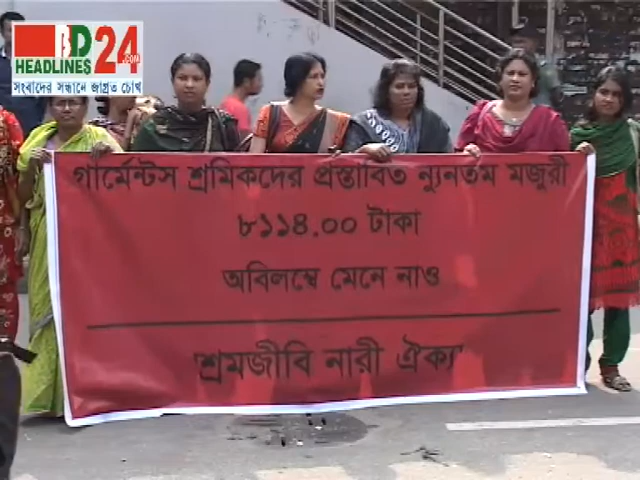 BD
HEADLINES 24 .com
সংবাদের সন্ধানে জাগ্রত চোখ
গার্মেন্টস শ্রমিকদের প্রস্তাবিত ন্যুনতম মজুরী
৮১১৪.০০ টাকা
অবিলম্বে মেনে নাও
'শ্রমজীবি নারী ঐক্য'